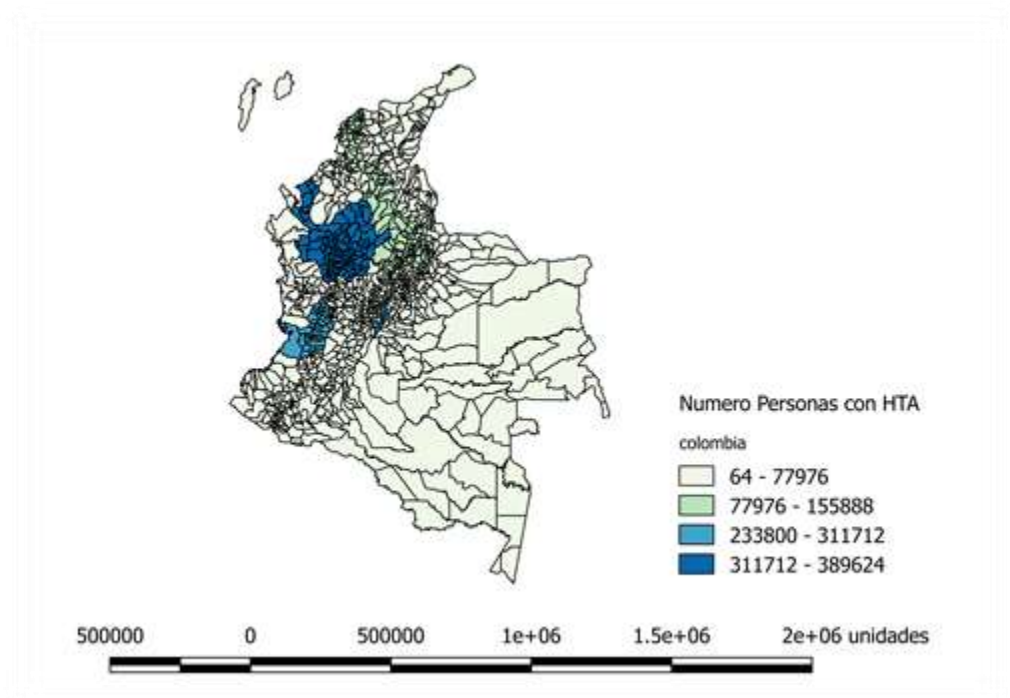 Numero Personas con HTA
colombia
64 - 77976
77976 - 155888
233800 - 311712
311712 - 389624
500000 0 500000 1e+06 1.5e+06 2e+06 unidades